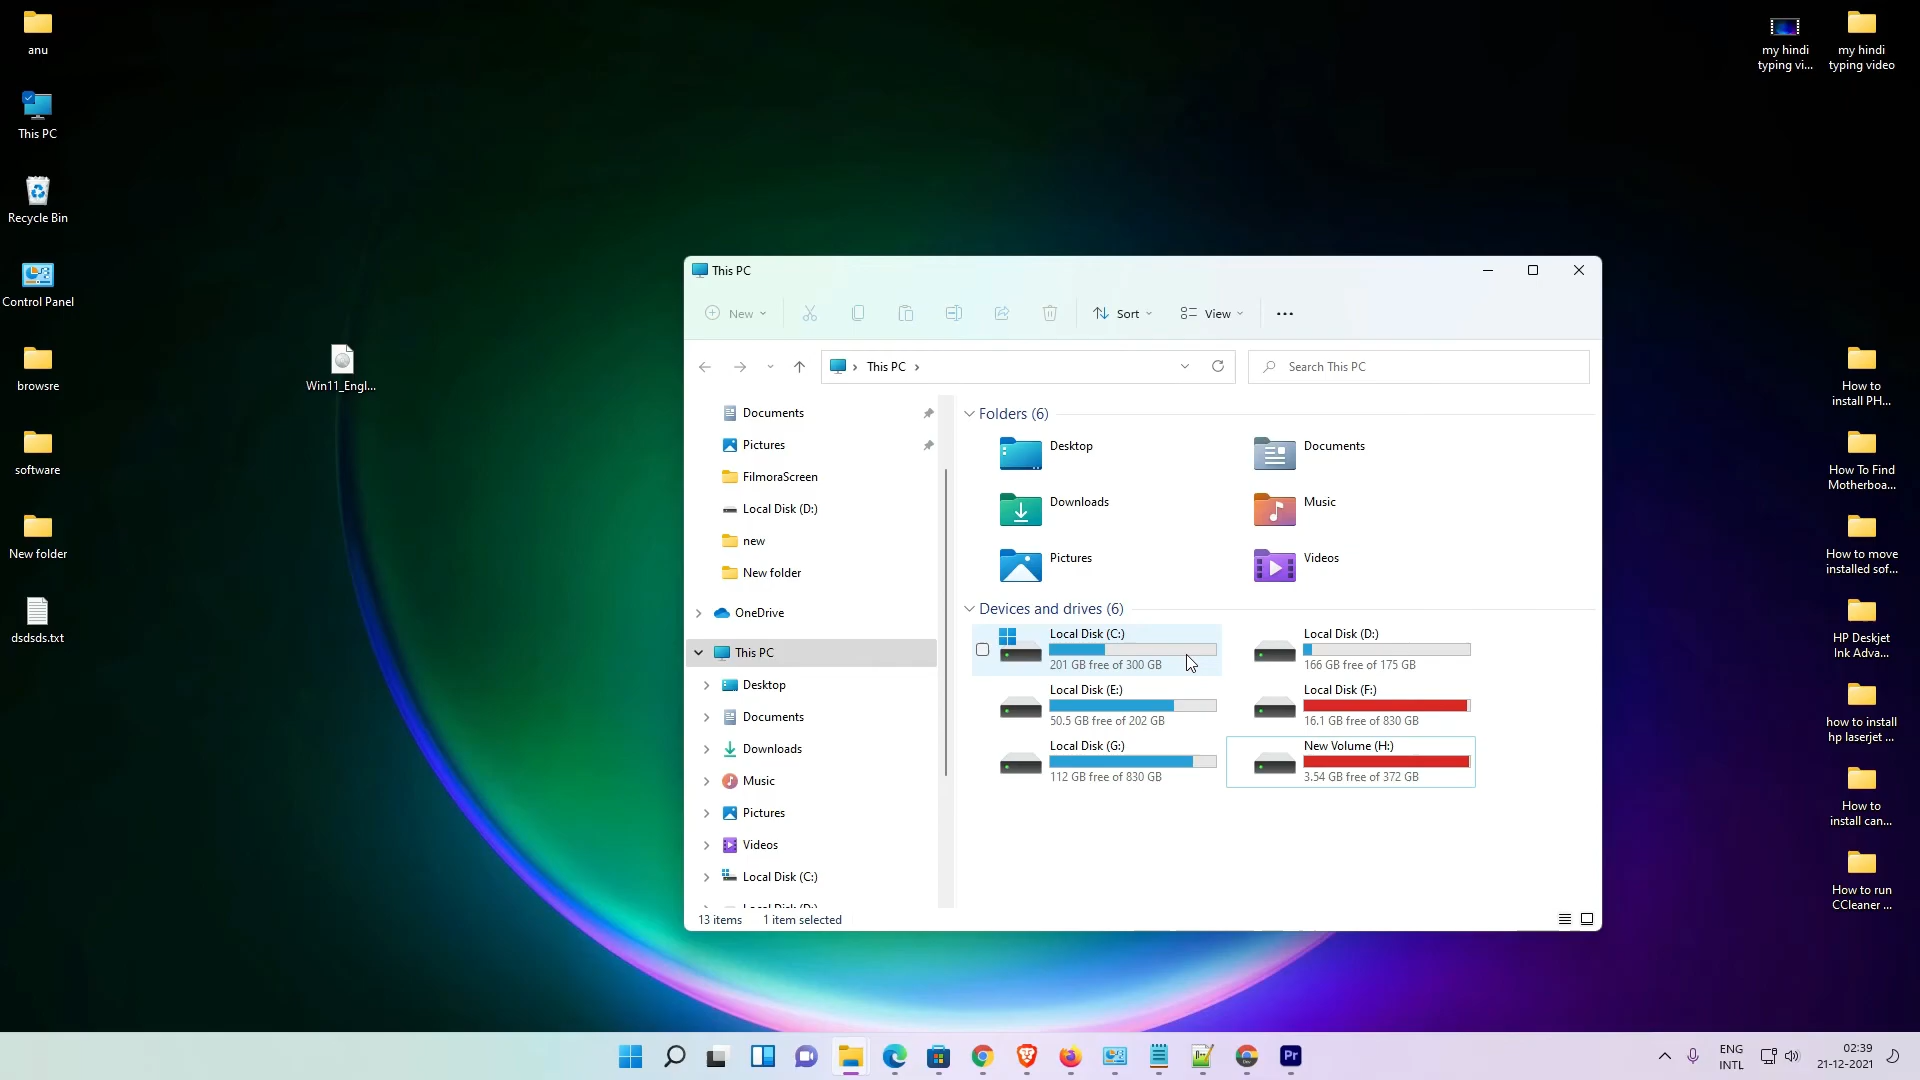 anu
This PC
Recycle Bin
Control Panel
browsre
software
New folder
dsdsds.txt
Win11_Engl...
my hindi
typing vi...
my hindi
typing video
How to
install PH...
How To Find
Motherboa...
How to move
installed sof...
HP Deskjet
Ink Adva...
how to install
hp laserjet ...
How to
install can...
How to run
CCleaner ...
This PC
New
Sort
View
This PC
Search This PC
Documents
Pictures
FilmoraScreen
Local Disk (D:)
new
New folder
OneDrive
This PC
Desktop
Documents
Downloads
Music
Pictures
Videos
Local Disk (C:)
Local Disk (D:)
Folders (6)
Desktop
Documents
Downloads
Music
Pictures
Videos
Devices and drives (6)
Local Disk (C:)
201 GB free of 300 GB
Local Disk (D:)
166 GB free of 175 GB
Local Disk (E:)
50.5 GB free of 202 GB
Local Disk (F:)
16.1 GB free of 830 GB
Local Disk (G:)
112 GB free of 830 GB
New Volume (H:)
3.54 GB free of 372 GB
13 items
1 item selected
Pr
ENG
INTL
02:39
21-12-2021